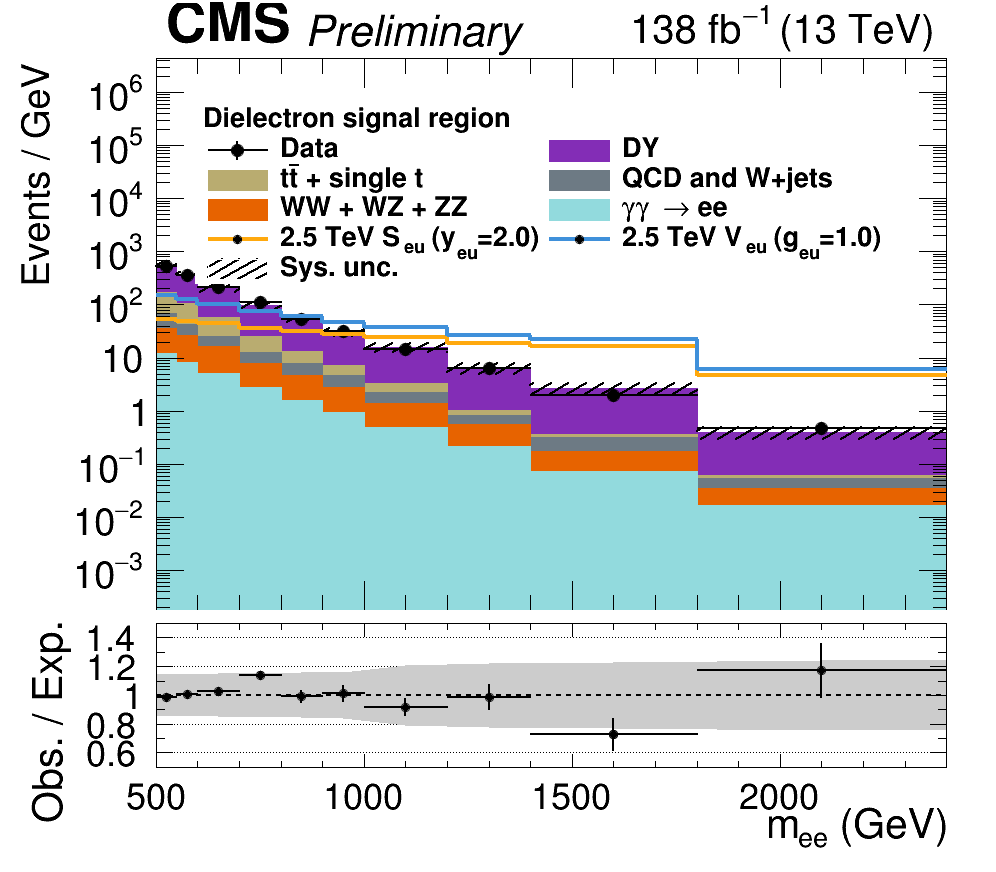 CMS Preliminary 138 fb⁻¹ (13 TeV)
Events / GeV
10⁶
10⁵
10⁴
10³
10²
10
1
10⁻¹
10⁻²
10⁻³
Dielectron signal region
Data
DY
tt̄ + single t
QCD and W+jets
WW + WZ + ZZ
γγ → ee
2.5 TeV S_eu (y_eu=2.0)
2.5 TeV V_eu (g_eu=1.0)
Sys. unc.
Obs. / Exp.
1.4
1.2
1
0.8
0.6
500 1000 1500 2000
m_ee (GeV)